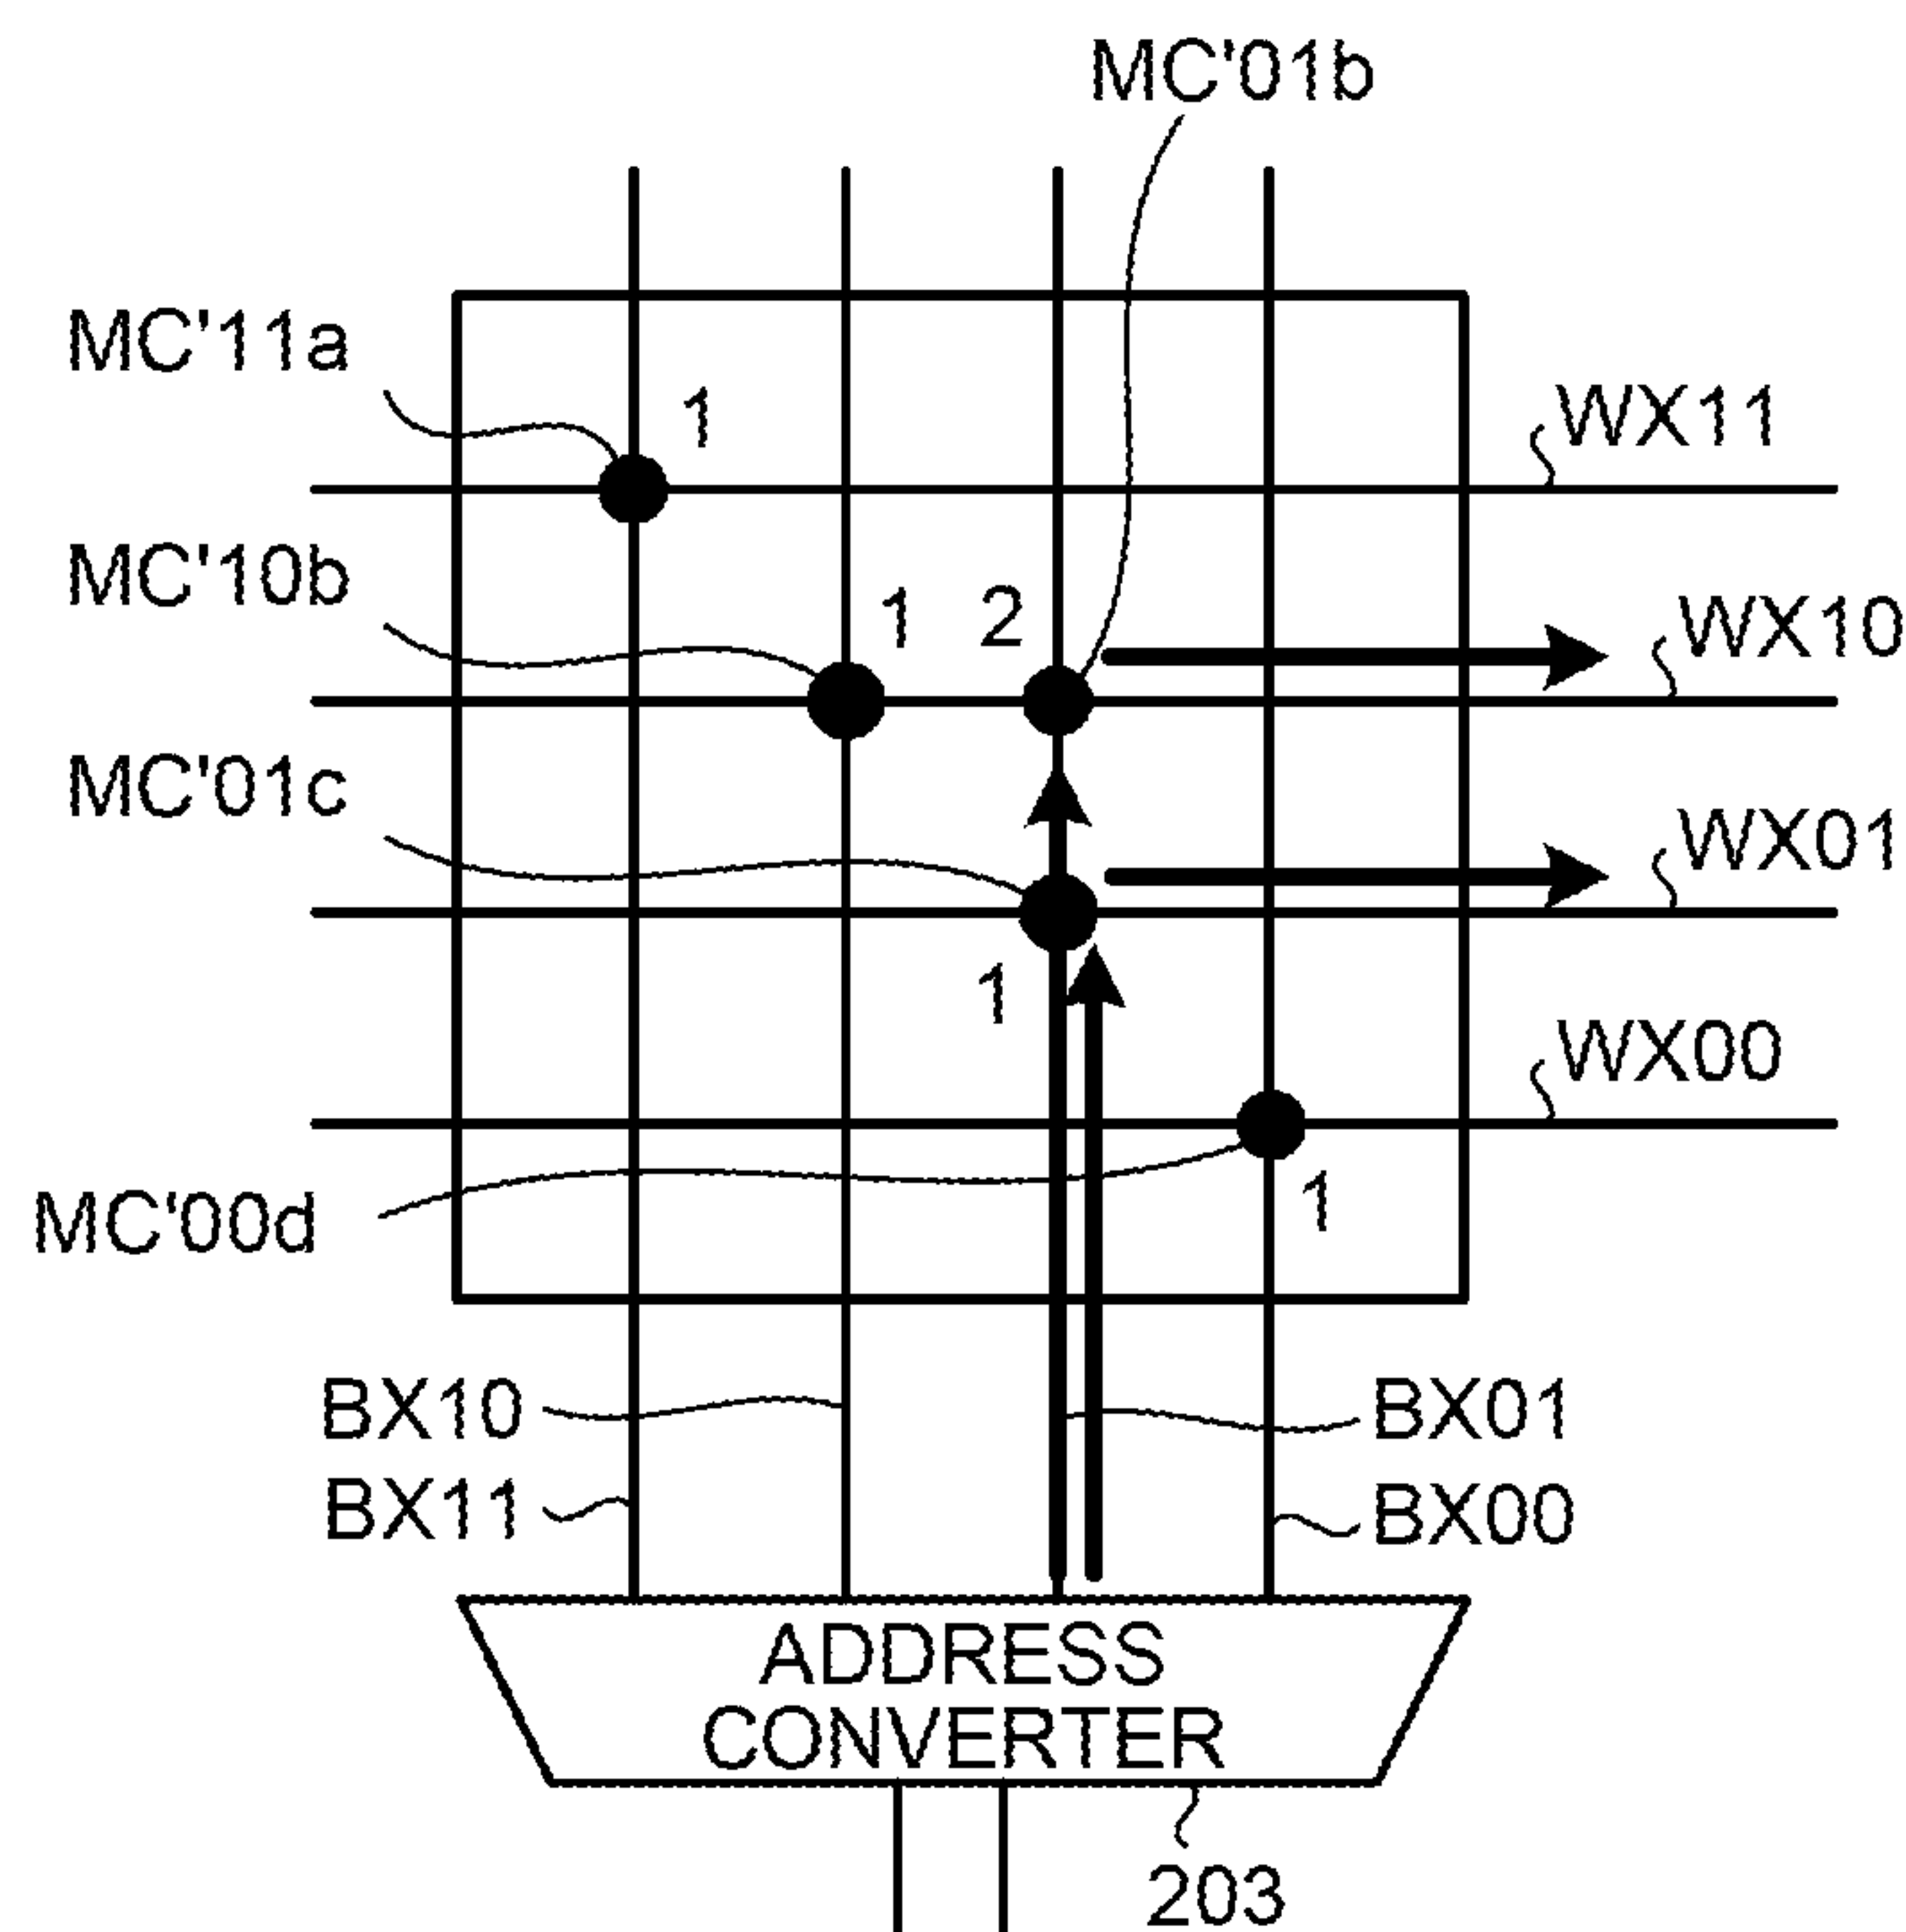 MC'01b
MC'11a
1
WX11
MC'10b
1
2
WX10
MC'01c
WX01
1
WX00
MC'00d
1
BX10
BX01
BX11
BX00
ADDRESS
CONVERTER
203